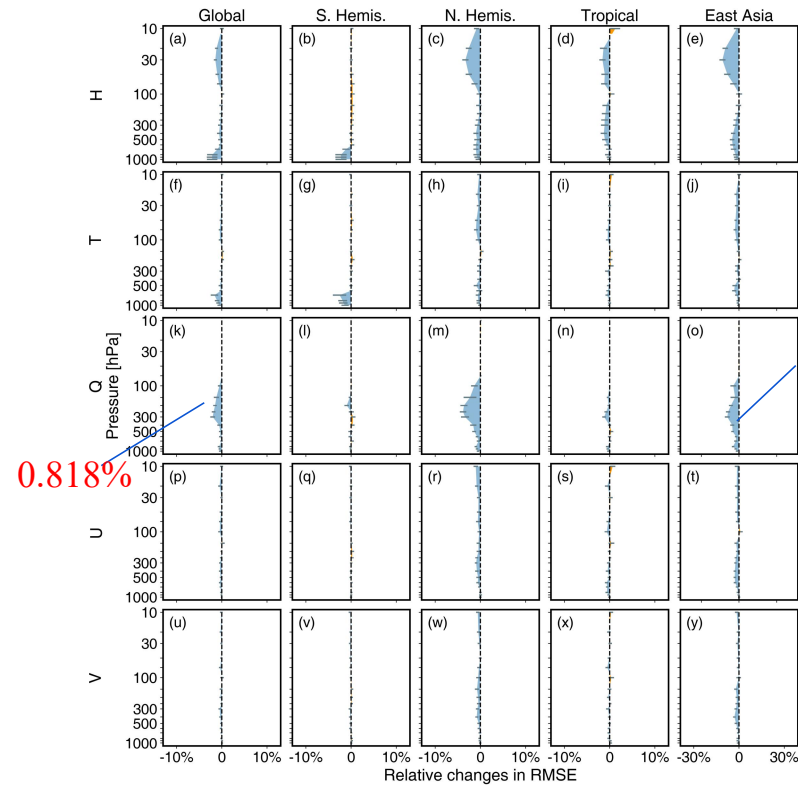 Global S. Hemis. N. Hemis. Tropical East Asia
10 (a) (b) (c) (d) (e)
30
H 100
300
500
1000
10 (f) (g) (h) (i) (j)
30
T 100
300
500
1000
10 (k) (l) (m) (n) (o)
30
Q Pressure [hPa] 100
300
500
1000
0.818%
10 (p) (q) (r) (s) (t)
30
U 100
300
500
1000
10 (u) (v) (w) (x) (y)
30
V 100
300
500
1000
-10% 0 10% -10% 0 10% -10% 0 10% -10% 0 10% -30% 0 30%
Relative changes in RMSE